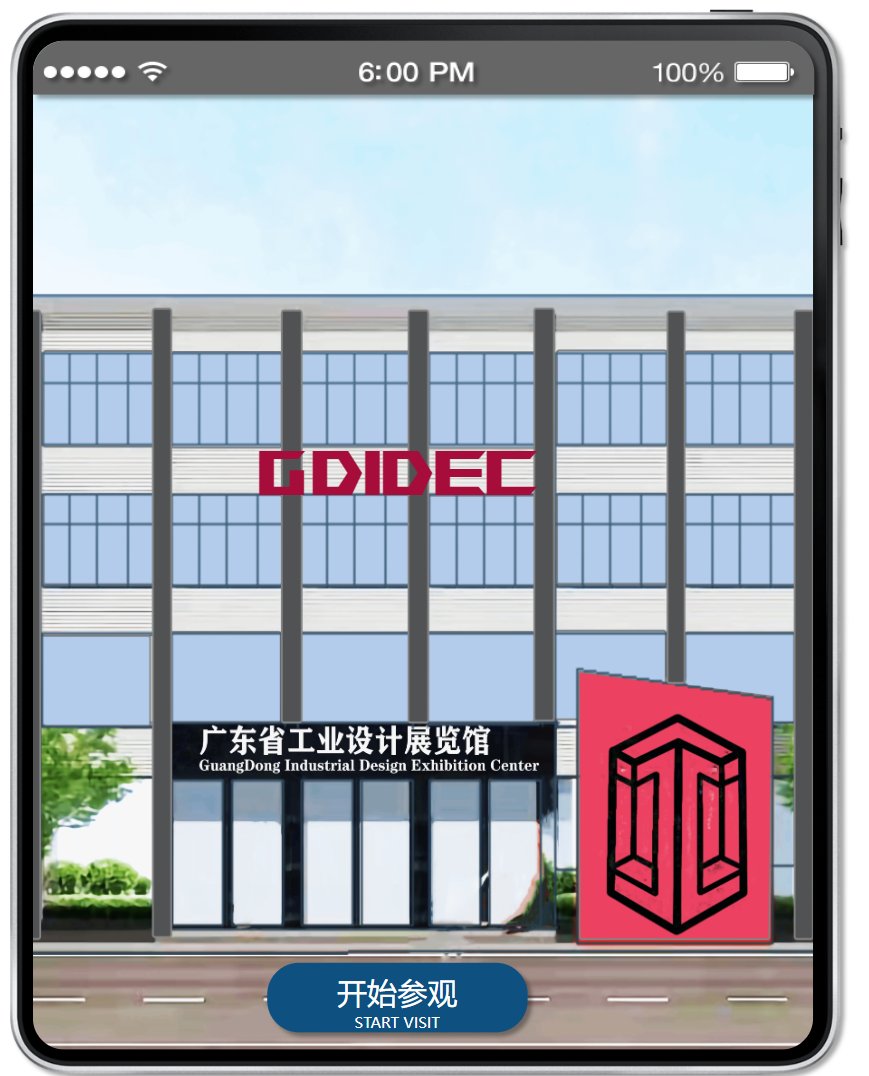 6:00 PM
100%
GDIDEC
广东省工业设计展览馆
GuangDong Industrial Design Exhibition Center
开始参观
START VISIT